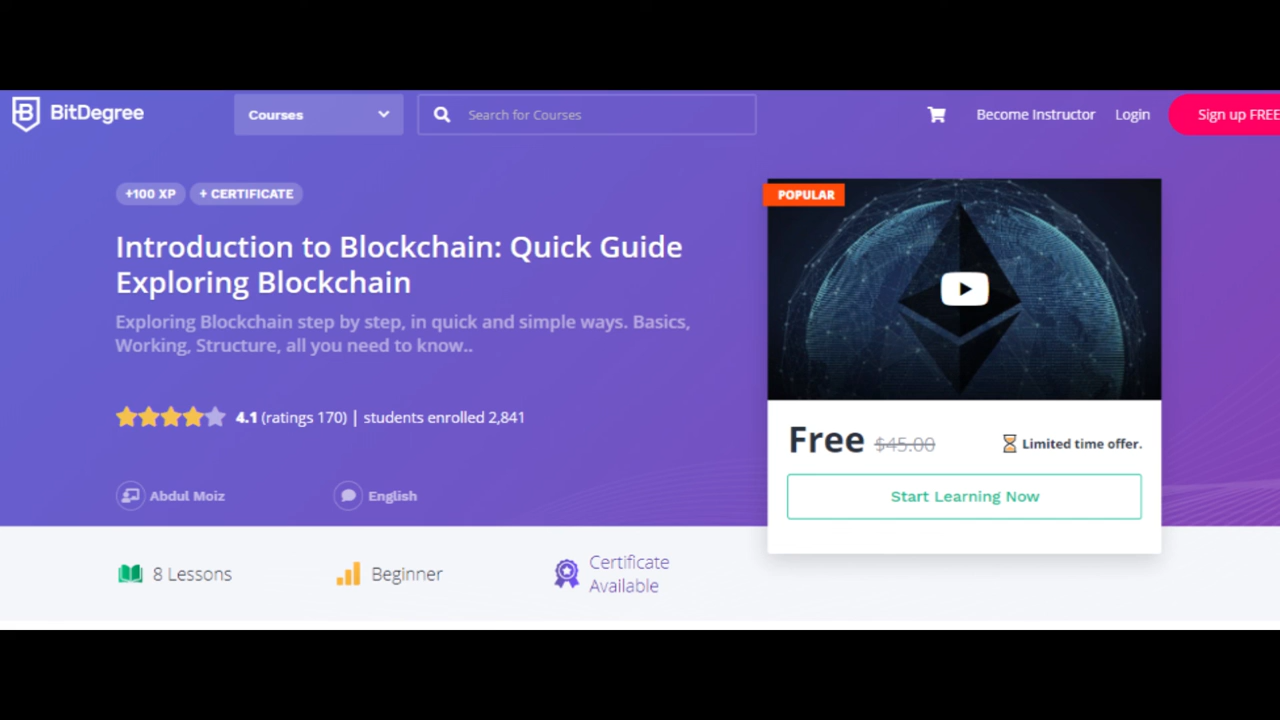 BitDegree
Courses
Search for Courses
Become Instructor
Login
Sign up FREE
+100 XP
+ CERTIFICATE
POPULAR
Introduction to Blockchain: Quick Guide
Exploring Blockchain
Exploring Blockchain step by step, in quick and simple ways. Basics,
Working, Structure, all you need to know..
4.1 (ratings 170) | students enrolled 2,841
Abdul Moiz
English
Free $45.00
Limited time offer.
Start Learning Now
8 Lessons
Beginner
Certificate
Available